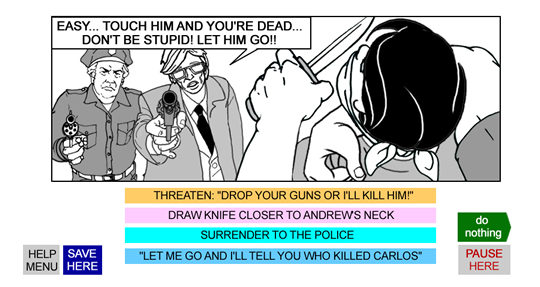 EASY... TOUCH HIM AND YOU'RE DEAD...
DON'T BE STUPID! LET HIM GO!!
THREATEN: "DROP YOUR GUNS OR I'LL KILL HIM!"
DRAW KNIFE CLOSER TO ANDREW'S NECK
SURRENDER TO THE POLICE
"LET ME GO AND I'LL TELL YOU WHO KILLED CARLOS"
HELP
MENU
SAVE
HERE
do
nothing
PAUSE
HERE